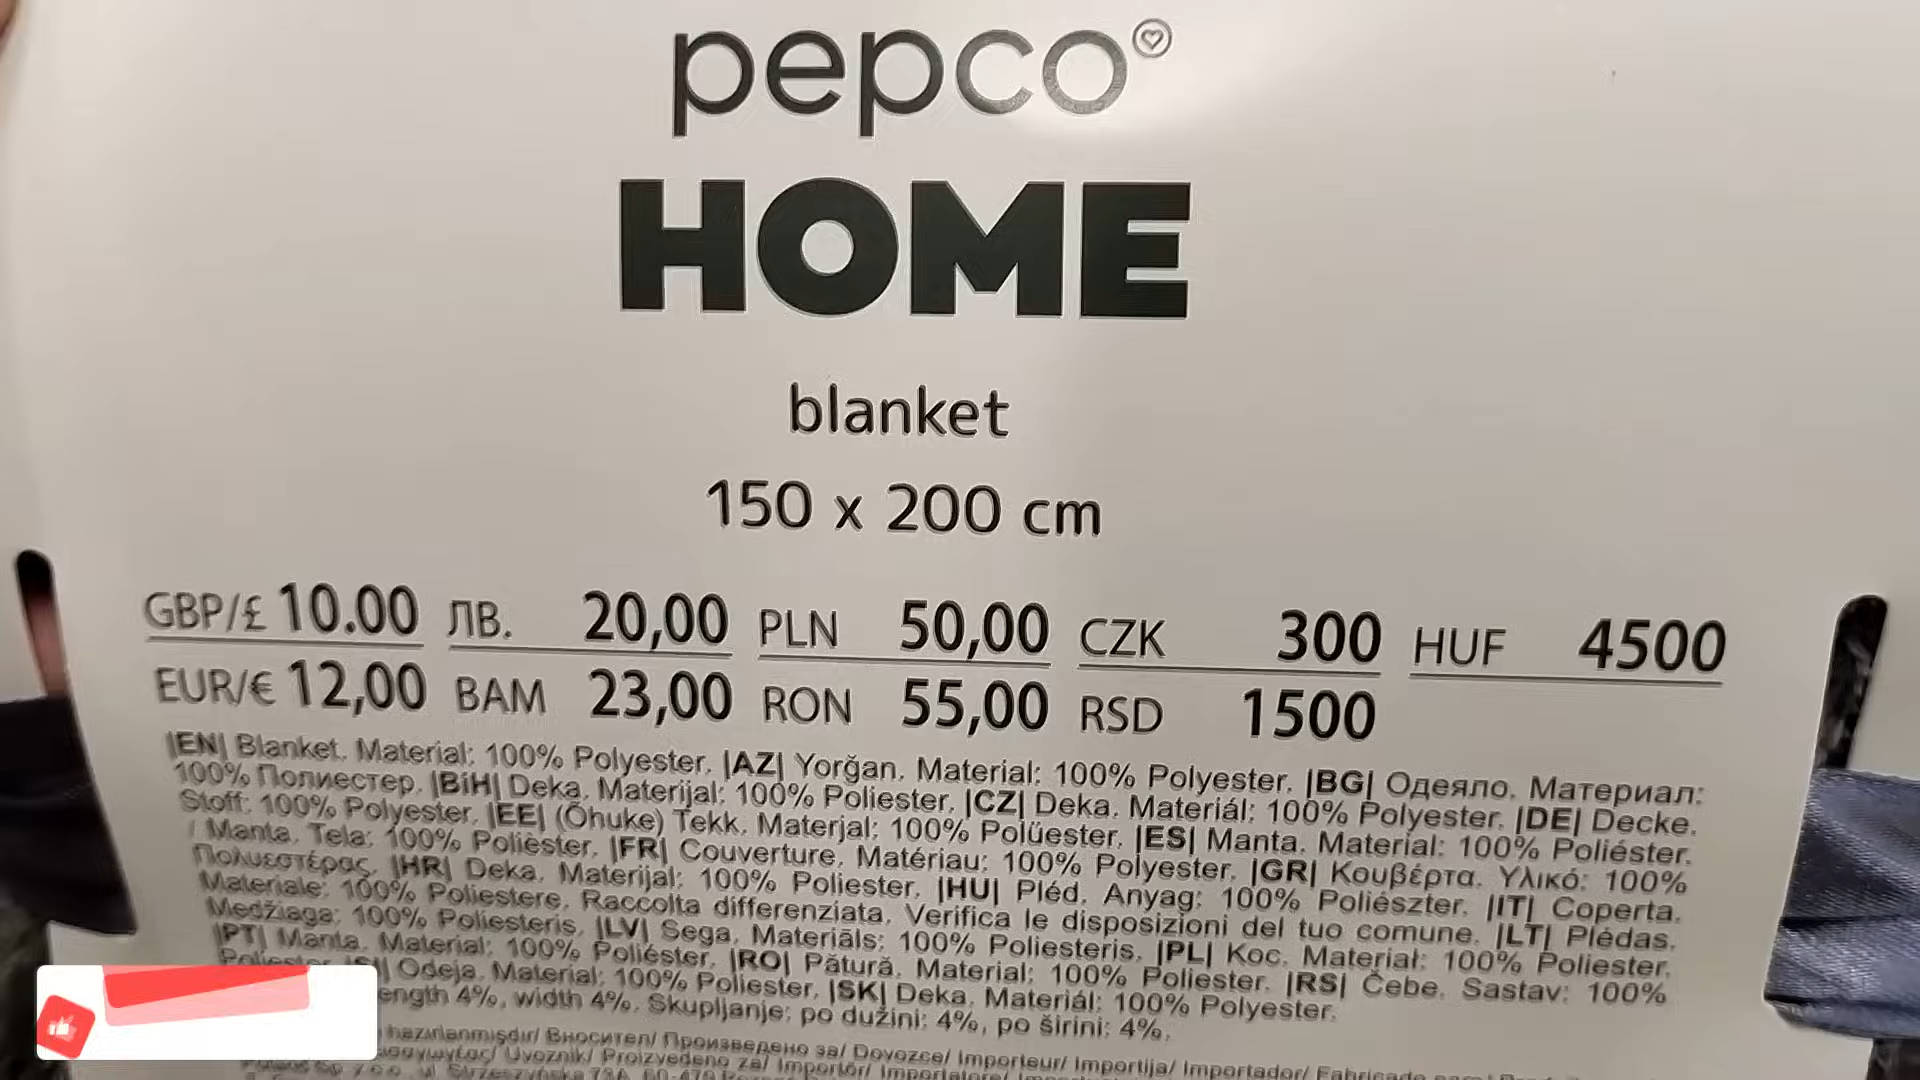 pepco
HOME
blanket
150 x 200 cm
GBP/£ 10.00 ЛВ. 20,00 PLN 50,00 CZK 300 HUF 4500
EUR/€ 12,00 BAM 23,00 RON 55,00 RSD 1500
|EN| Blanket. Material: 100% Polyester. |AZ| Yorğan. Material: 100% Polyester. |BG| Одеяло. Материал:
100% Полиестер. |BiH| Deka. Materijal: 100% Poliester. |CZ| Deka. Materiál: 100% Polyester. |DE| Decke.
Stoff: 100% Polyester. |EE| (Õhuke) Tekk. Materjal: 100% Polüester. |ES| Manta. Material: 100% Poliéster.
/ Manta. Tela: 100% Polièster. |FR| Couverture. Matériau: 100% Polyester. |GR| Κουβέρτα. Υλικό: 100%
Πολυεστέρας. |HR| Deka. Materijal: 100% Poliester. |HU| Pléd. Anyag: 100% Poliészter. |IT| Coperta.
Materiale: 100% Poliestere. Raccolta differenziata. Verifica le disposizioni del tuo comune. |LT| Plėdas.
Medžiaga: 100% Poliesteris. |LV| Sega. Materiāls: 100% Poliesteris. |PL| Koc. Materiał: 100% Poliester.
|PT| Manta. Material: 100% Poliéster. |RO| Pătură. Material: 100% Poliester. |RS| Ćebe. Sastav: 100%
Poliester. |SI| Odeja. Material: 100% Poliester. |SK| Deka. Materiál: 100% Polyester.
length 4%, width 4%. Skupljanje: po dužini: 4%, po širini: 4%.
hazırlanmışdır/ Вносител/ Произведено за/ Dovozce/ Importeur/ Importija/ Importador/ Fabricado
Uvoznik/ Proizvedeno za/ Importőr/ Importatore/